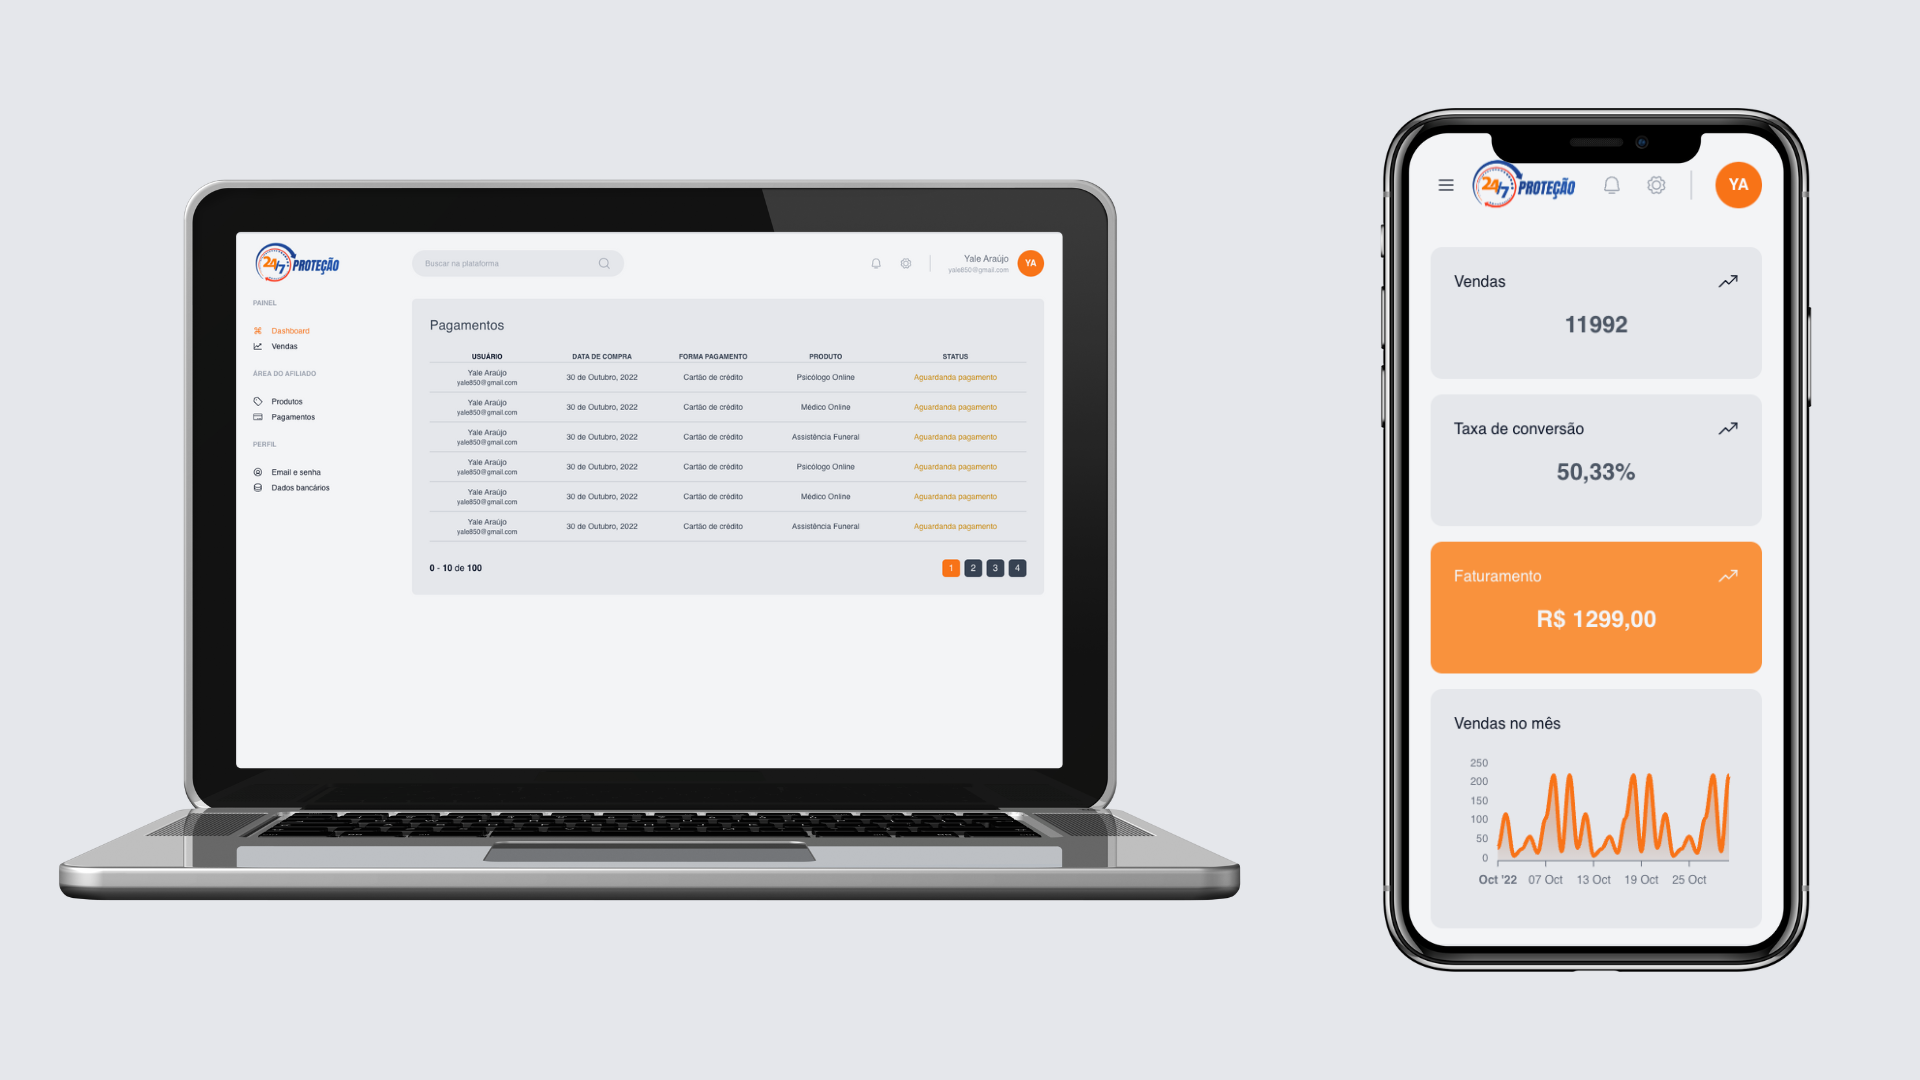 24/7 PROTEÇÃO
Buscar na plataforma
Yale Araújo
yale850@gmail.com
YA
PAINEL
Dashboard
Vendas
ÁREA DO AFILIADO
Produtos
Pagamentos
PERFIL
Email e senha
Dados bancários
Pagamentos
USUÁRIO DATA DE COMPRA FORMA PAGAMENTO PRODUTO STATUS
Yale Araújo
yale850@gmail.com 30 de Outubro, 2022 Cartão de crédito Psicólogo Online Aguardanda pagamento
Yale Araújo
yale850@gmail.com 30 de Outubro, 2022 Cartão de crédito Médico Online Aguardanda pagamento
Yale Araújo
yale850@gmail.com 30 de Outubro, 2022 Cartão de crédito Assistência Funeral Aguardanda pagamento
Yale Araújo
yale850@gmail.com 30 de Outubro, 2022 Cartão de crédito Psicólogo Online Aguardanda pagamento
Yale Araújo
yale850@gmail.com 30 de Outubro, 2022 Cartão de crédito Médico Online Aguardanda pagamento
Yale Araújo
yale850@gmail.com 30 de Outubro, 2022 Cartão de crédito Assistência Funeral Aguardanda pagamento
0 - 10 de 100
1 2 3 4
24/7 PROTEÇÃO
YA
Vendas
11992
Taxa de conversão
50,33%
Faturamento
R$ 1299,00
Vendas no mês
250
200
150
100
50
0
Oct '22 07 Oct 13 Oct 19 Oct 25 Oct